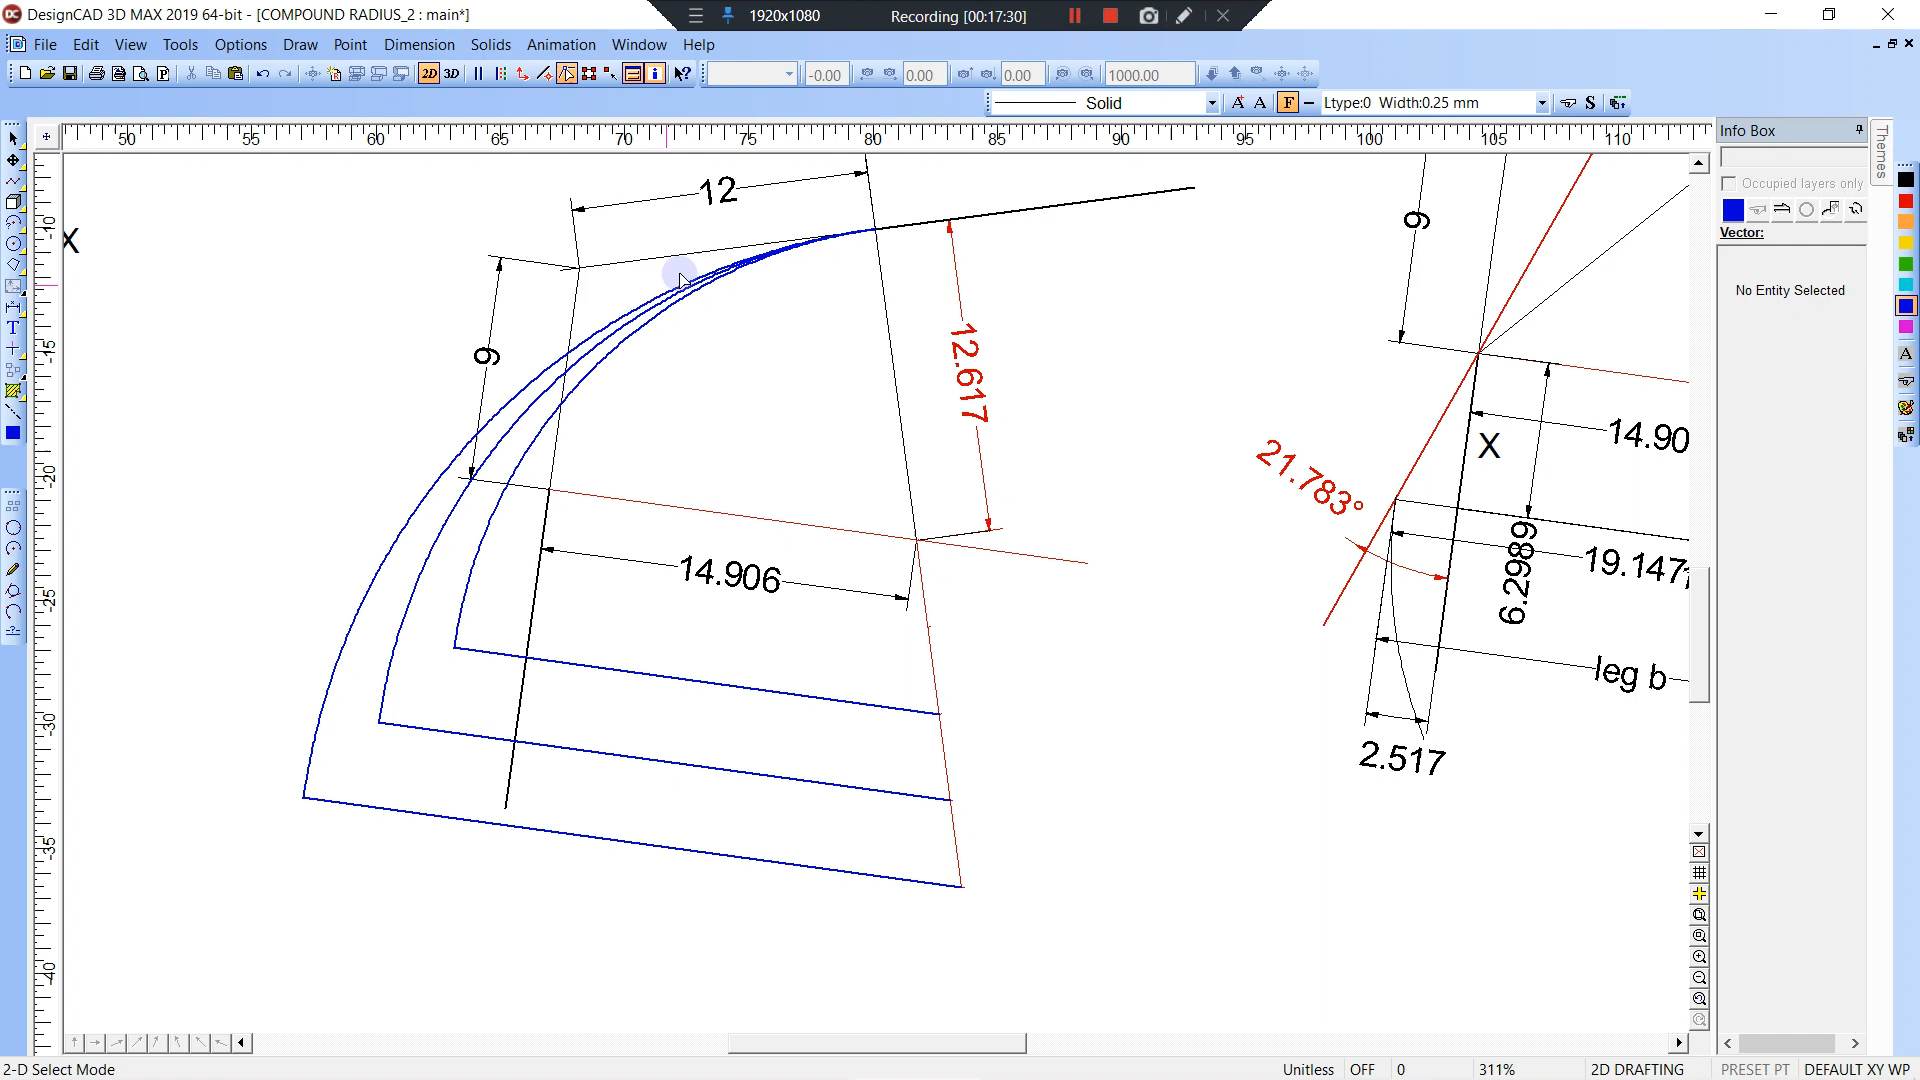 DesignCAD 3D MAX 2019 64-bit - [COMPOUND RADIUS_2 : main*]
1920x1080
Recording [00:17:30]
File Edit View Tools Options Draw Point Dimension Solids Animation Window Help
2D 3D
-0.00
0.00
0.00
1000.00
Solid
A A
F
Ltype:0 Width:0.25 mm
S
50 55 60 65 70 75 80 85 90 95 100 105 110
Info Box
Themes
Occupied layers only
Vector:
No Entity Selected
-10
-15
-20
-25
-30
-35
-40
X
12
9
12.617
14.906
9
14.90
X
21.783°
19.147
6.2989
leg b
2.517
T
A
2-D Select Mode
Unitless OFF 0 311% 2D DRAFTING PRESET PT DEFAULT XY WP